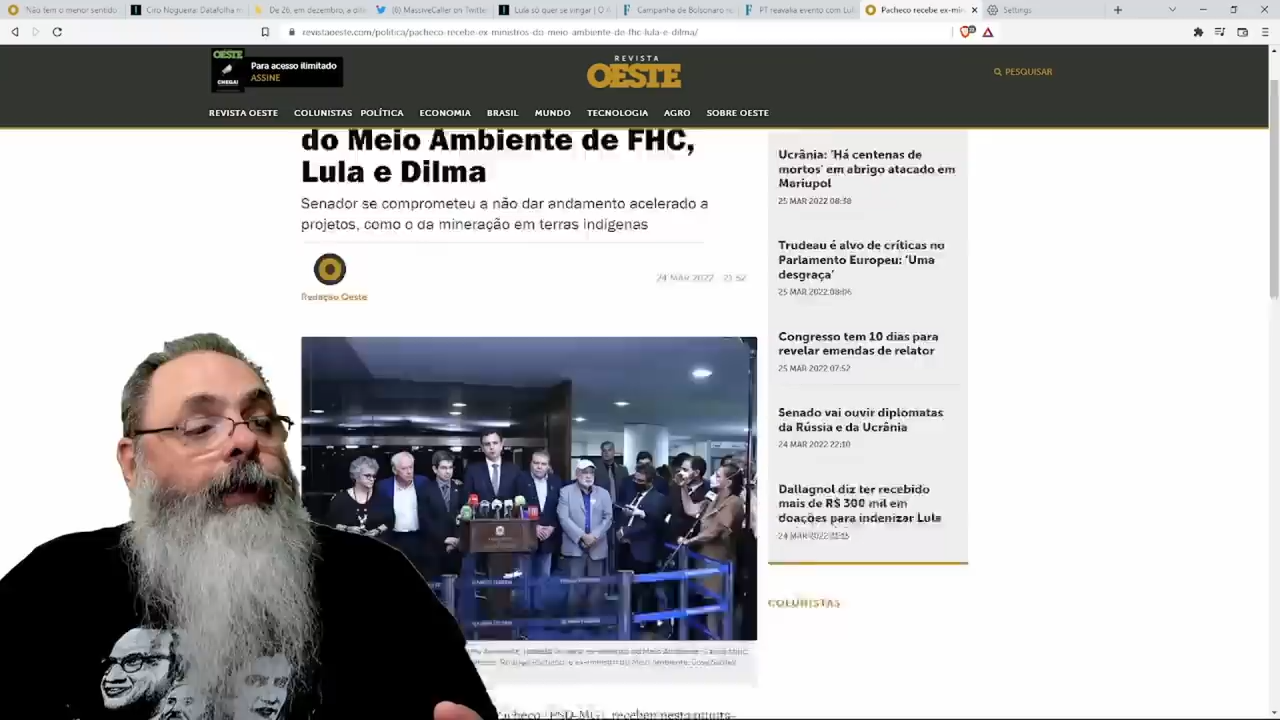 Não tem o menor sentido
Ciro Nogueira: Datafolha m
De 26, em dezembro, a dife
(6) MassiveCaller on Twitter
Lula só quer se vingar | O A
Campanha de Bolsonaro re
PT reavalia evento com Lul
Pacheco recebe ex-min
Settings
revistaoeste.com/politica/pacheco-recebe-ex-ministros-do-meio-ambiente-de-fhc-lula-e-dilma/
OESTE
CHEGA!
Para acesso ilimitado
ASSINE
REVISTA
OESTE
PESQUISAR
REVISTA OESTE COLUNISTAS POLÍTICA ECONOMIA BRASIL MUNDO TECNOLOGIA AGRO SOBRE OESTE
do Meio Ambiente de FHC,
Lula e Dilma
Senador se comprometeu a não dar andamento acelerado a
projetos, como o da mineração em terras indígenas
Redação Oeste
24 MAR 2022
Ucrânia: 'Há centenas de
mortos' em abrigo atacado em
Mariupol
25 MAR 2022 08:38
Trudeau é alvo de críticas no
Parlamento Europeu: 'Uma
desgraça'
25 MAR 2022 08:06
Congresso tem 10 dias para
revelar emendas de relator
25 MAR 2022 07:52
Senado vai ouvir diplomatas
da Rússia e da Ucrânia
24 MAR 2022 22:10
Dallagnol diz ter recebido
mais de R$ 300 mil em
doações para indenizar Lula
24 MAR 2022
COLUNISTAS